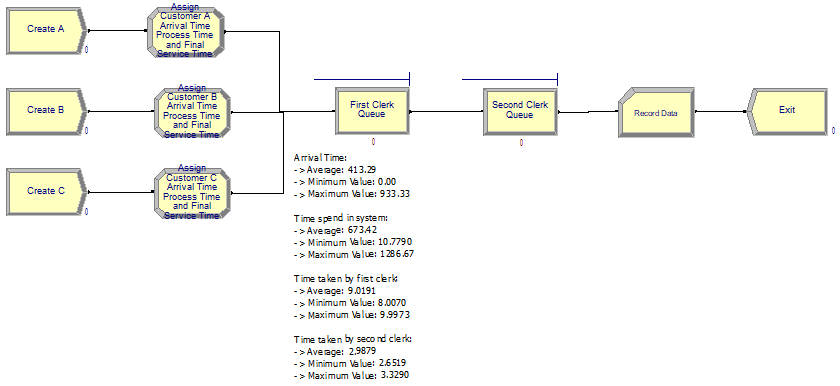 Create A
0
Assign
Customer A
Arrival Time
Process Time
and Final
Service Time
Create B
0
Assign
Customer B
Arrival Time
Process Time
and Final
Service Time
Create C
0
Assign
Customer C
Arrival Time
Process Time
and Final
Service Time
First Clerk
Queue
0
Second Clerk
Queue
0
Record Data
Exit
0
Arrival Time:
-> Average: 413.29
-> Minimum Value: 0.00
-> Maximum Value: 933.33
Time spend in system:
-> Average: 673.42
-> Minimum Value: 10.7790
-> Maximum Value: 1286.67
Time taken by first clerk:
-> Average: 9.0191
-> Minimum Value: 8.0070
-> Maximum Value: 9.9973
Time taken by second clerk:
-> Average: 2.9879
-> Minimum Value: 2.6519
-> Maximum Value: 3.3290